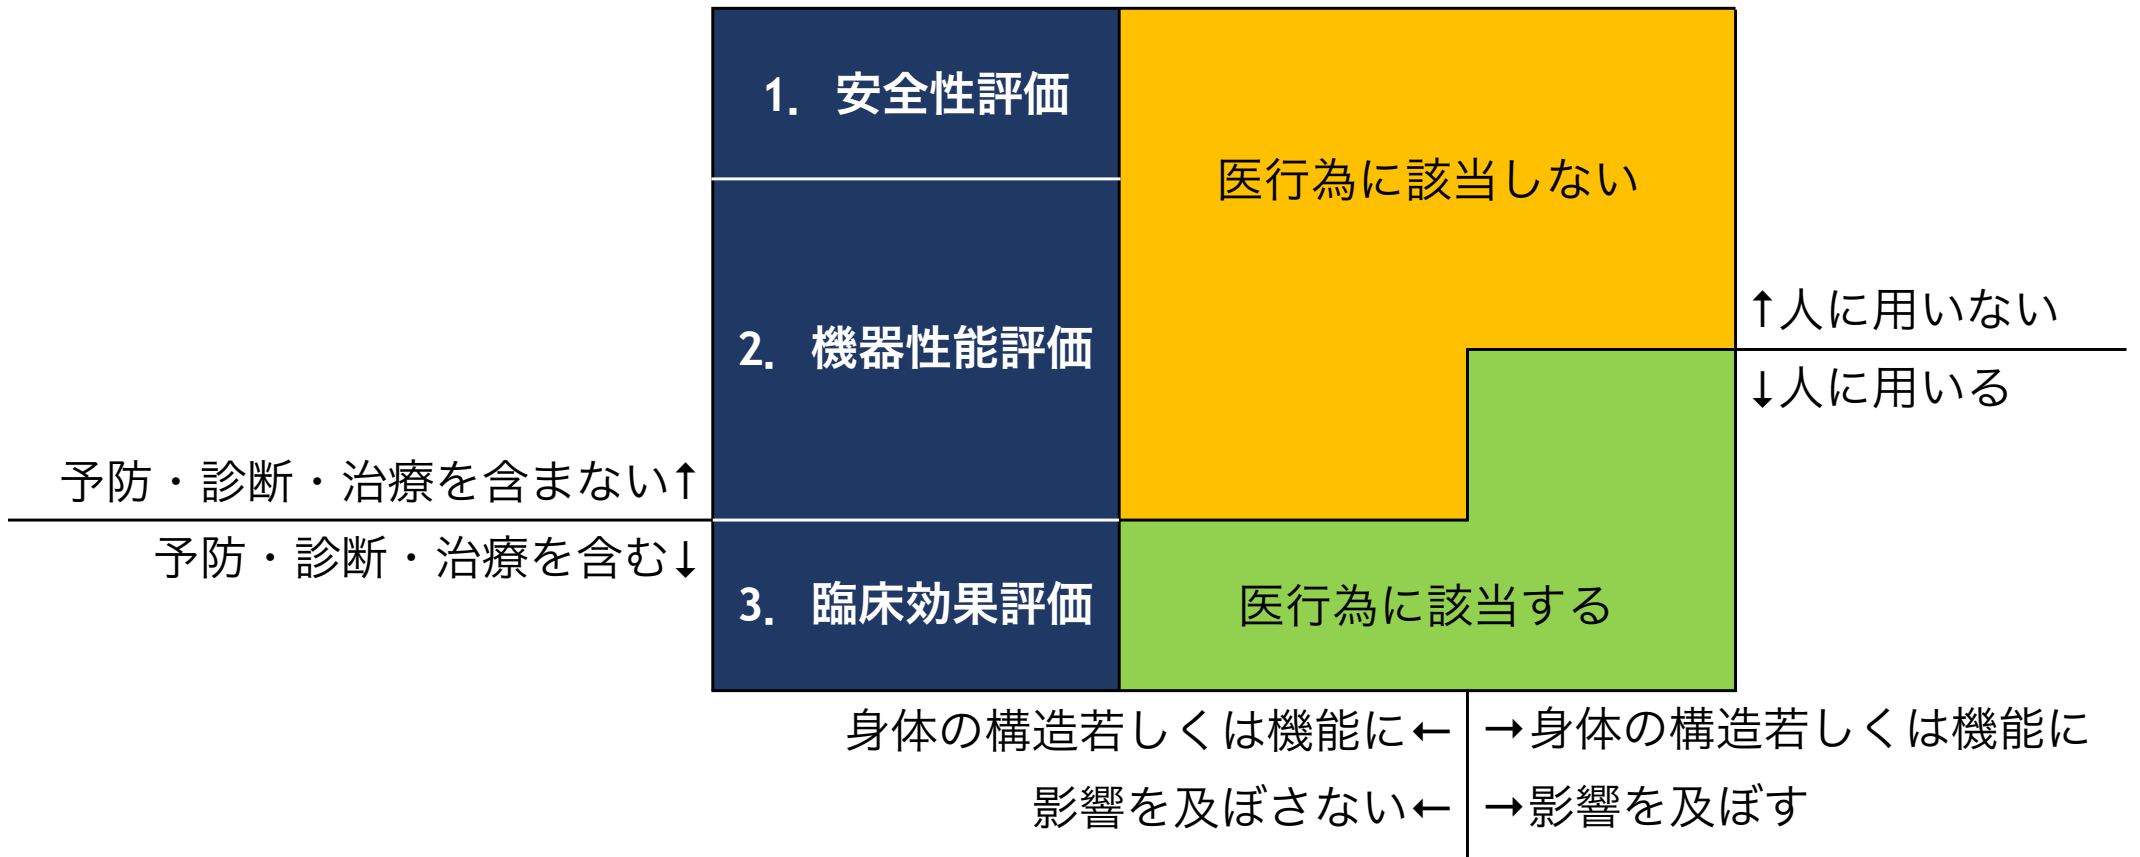 1. 安全性評価
医行為に該当しない
2. 機器性能評価
↑人に用いない
↓人に用いる
予防・診断・治療を含まない↑
予防・診断・治療を含む↓
3. 臨床効果評価
医行為に該当する
身体の構造若しくは機能に←
影響を及ぼさない←
→身体の構造若しくは機能に
→影響を及ぼす